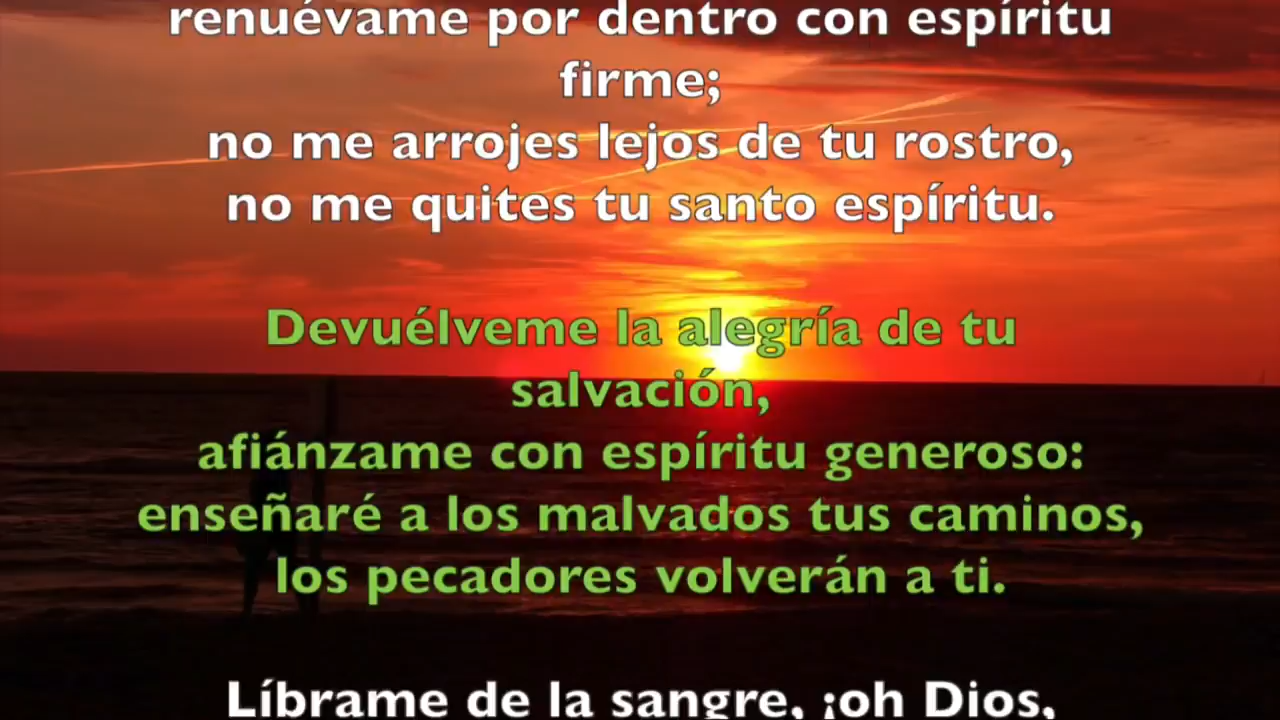 renuévame por dentro con espíritu
firme;
no me arrojes lejos de tu rostro,
no me quites tu santo espíritu.
Devuélveme la alegría de tu
salvación,
afiánzame con espíritu generoso:
enseñaré a los malvados tus caminos,
los pecadores volverán a ti.
Líbrame de la sangre, ¡oh Dios,